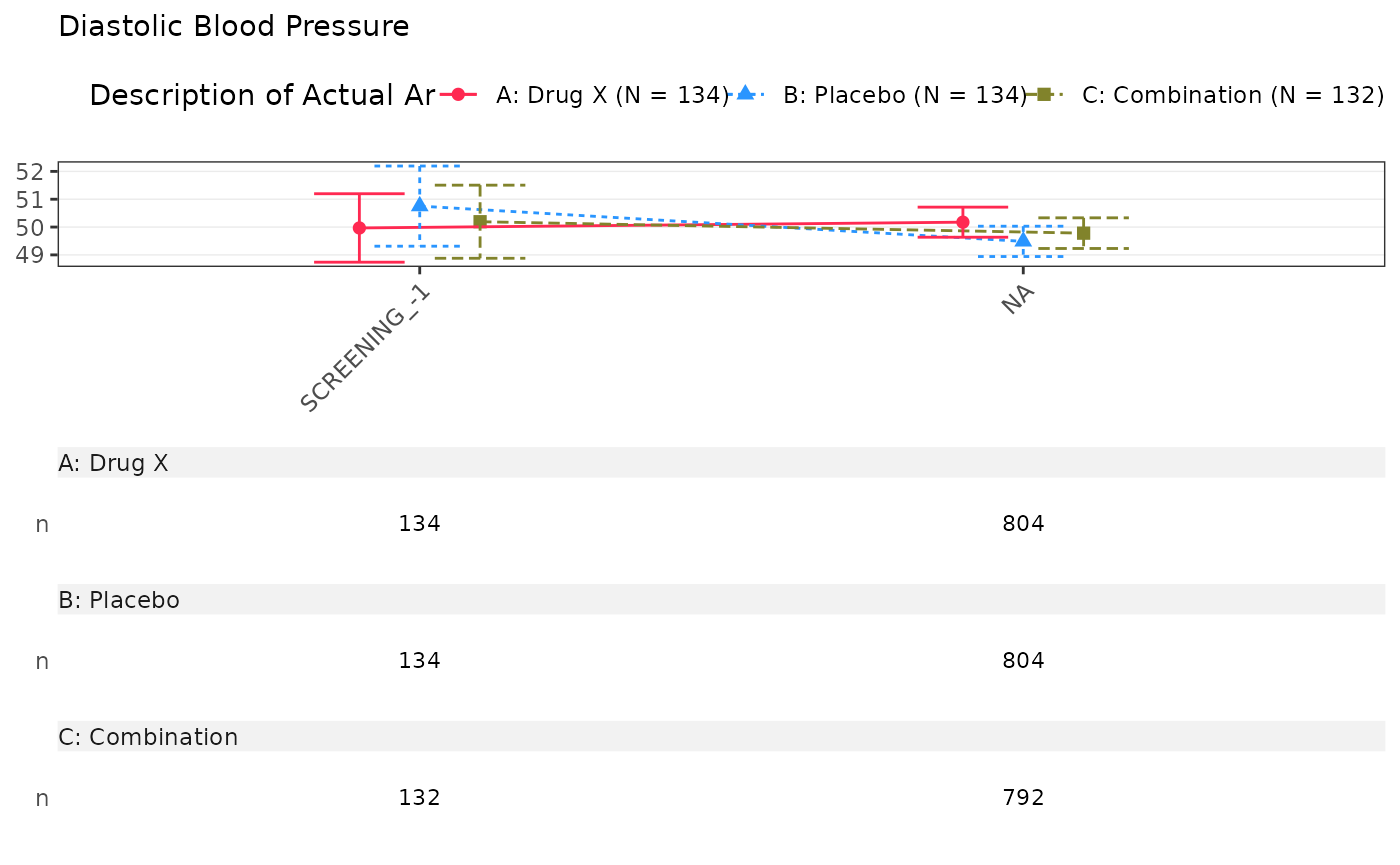 Diastolic Blood Pressure
Description of Actual Ar A: Drug X (N = 134) B: Placebo (N = 134) C: Combination (N = 132)
52
51
50
49
SCREENING_-1 NA
A: Drug X
n 134 804
B: Placebo
n 134 804
C: Combination
n 132 792